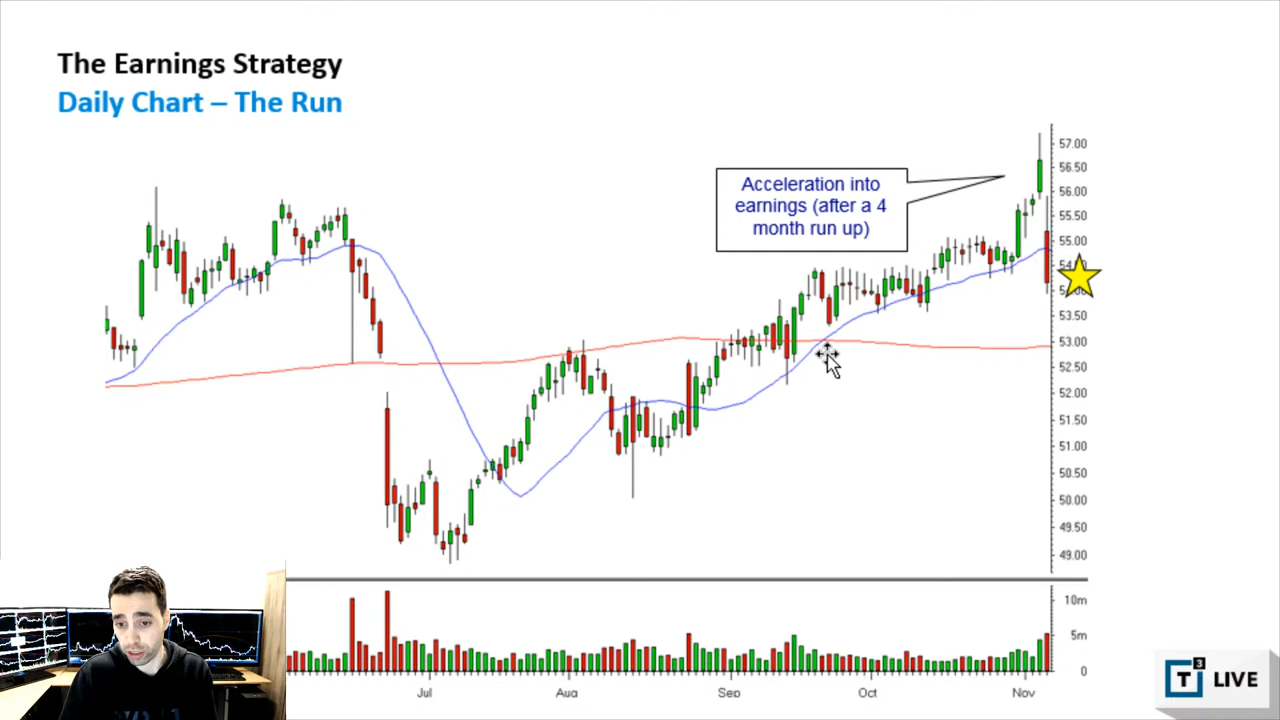 The Earnings Strategy
Daily Chart – The Run
Acceleration into
earnings (after a 4
month run up)
57.00
56.50
56.00
55.50
55.00
53.50
53.00
52.50
52.00
51.50
51.00
50.50
50.00
49.50
49.00
10m
5m
0
Jul
Aug
Sep
Oct
Nov
T3 LIVE